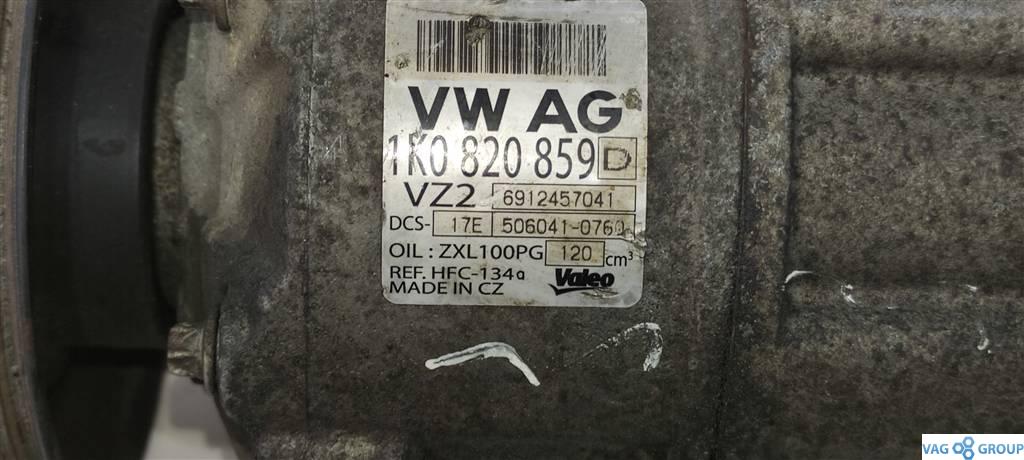 VW AG
1K0 820 859 D
VZ2 6912457041
DCS- 17E 506041-0760
OIL : ZXL100PG 120 cm³
REF. HFC-134a
MADE IN CZ Valeo
VAG GROUP